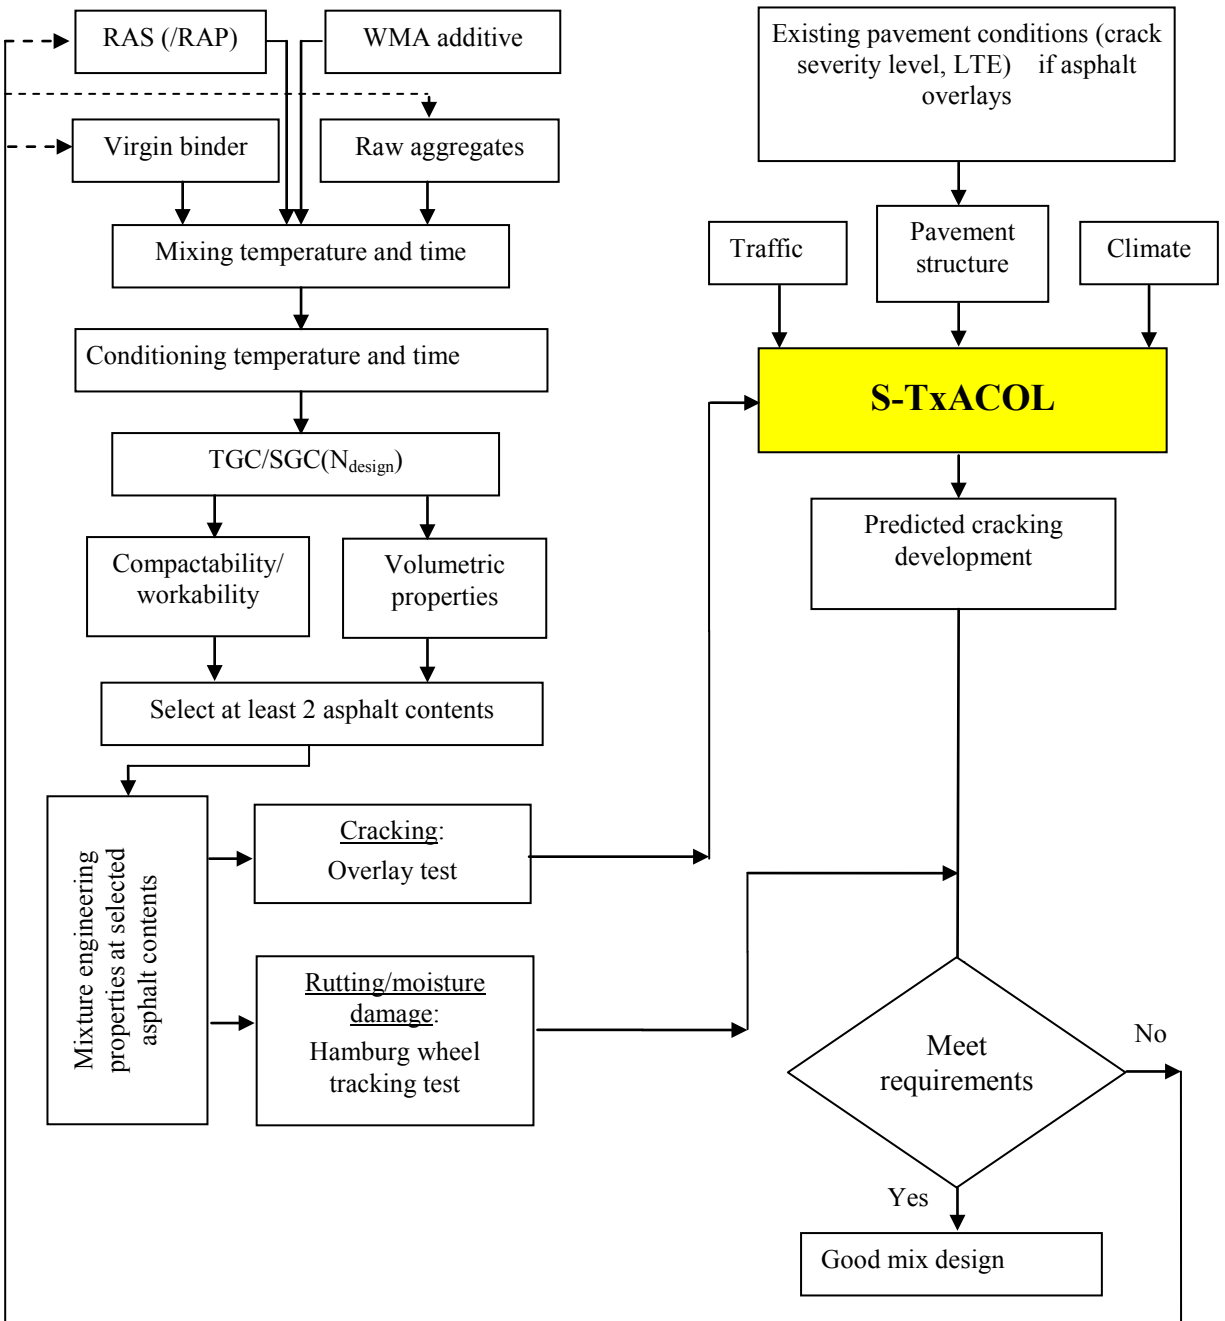 RAS (/RAP)
WMA additive
Virgin binder
Raw aggregates
Mixing temperature and time
Conditioning temperature and time
TGC/SGC(Ndesign)
Compactability/
workability
Volumetric
properties
Select at least 2 asphalt contents
Mixture engineering
properties at selected
asphalt contents
Cracking:
Overlay test
Rutting/moisture
damage:
Hamburg wheel
tracking test
Existing pavement conditions (crack
severity level, LTE) if asphalt
overlays
Traffic
Pavement
structure
Climate
S-TxACOL
Predicted cracking
development
Meet
requirements
No
Yes
Good mix design